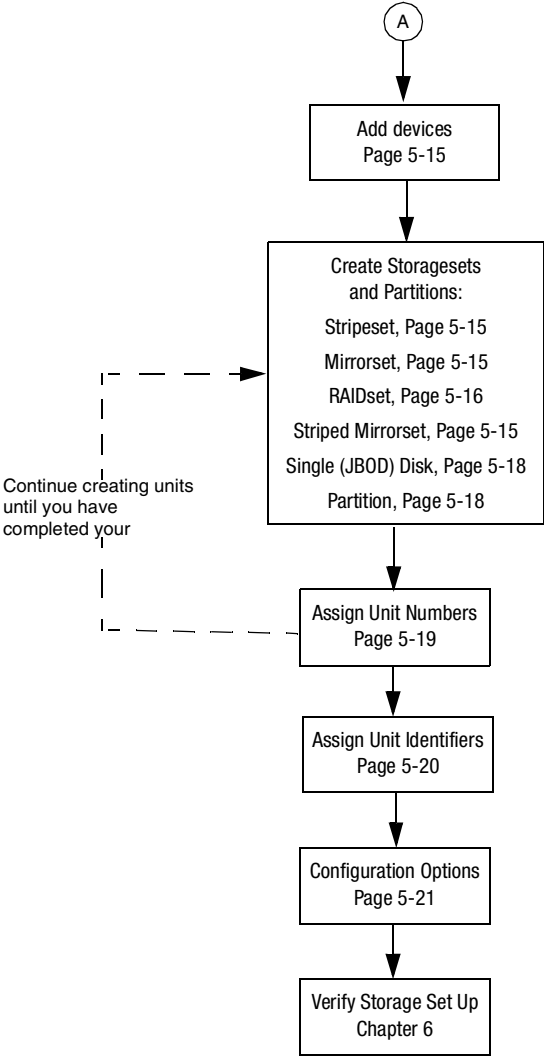 A
Add devices
Page 5-15
Create Storagesets
and Partitions:
Stripeset, Page 5-15
Mirrorset, Page 5-15
RAIDset, Page 5-16
Striped Mirrorset, Page 5-15
Single (JBOD) Disk, Page 5-18
Partition, Page 5-18
Continue creating units
until you have
completed your
Assign Unit Numbers
Page 5-19
Assign Unit Identifiers
Page 5-20
Configuration Options
Page 5-21
Verify Storage Set Up
Chapter 6